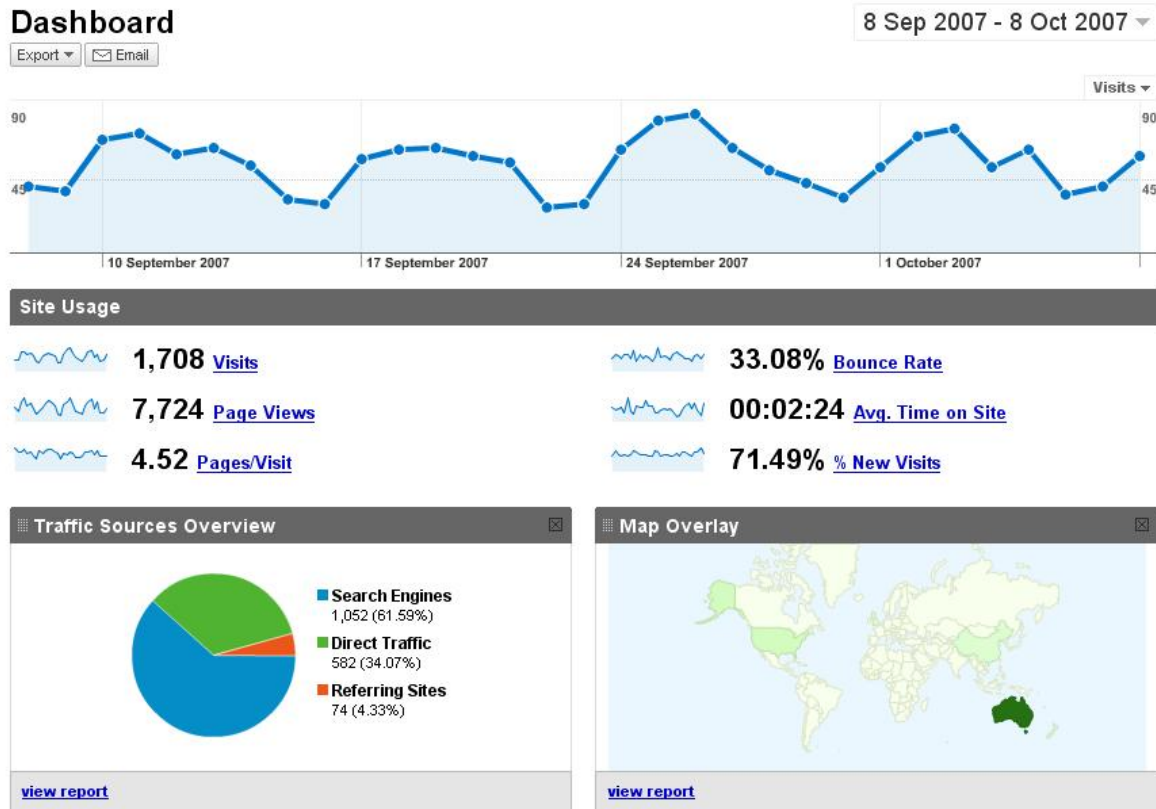 Dashboard
8 Sep 2007 - 8 Oct 2007
Export
Email
Visits
90
90
45
45
10 September 2007
17 September 2007
24 September 2007
1 October 2007
Site Usage
1,708 Visits
33.08% Bounce Rate
7,724 Page Views
00:02:24 Avg. Time on Site
4.52 Pages/Visit
71.49% % New Visits
Traffic Sources Overview
Search Engines
1,052 (61.59%)
Direct Traffic
582 (34.07%)
Referring Sites
74 (4.33%)
view report
Map Overlay
view report